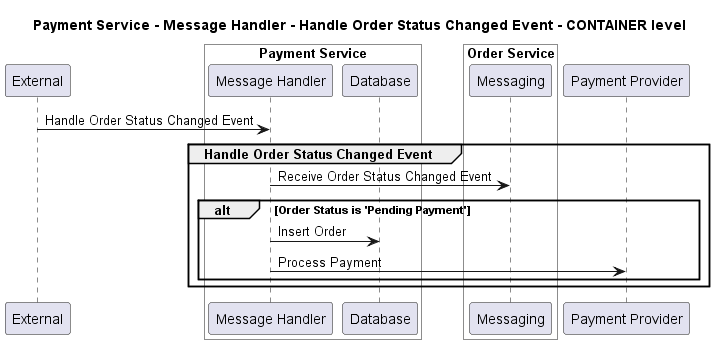 Payment Service - Message Handler - Handle Order Status Changed Event - CONTAINER level
Payment Service
Order Service
External
Message Handler
Database
Messaging
Payment Provider
Handle Order Status Changed Event
Handle Order Status Changed Event
Receive Order Status Changed Event
alt
[Order Status is 'Pending Payment']
Insert Order
Process Payment
External
Message Handler
Database
Messaging
Payment Provider